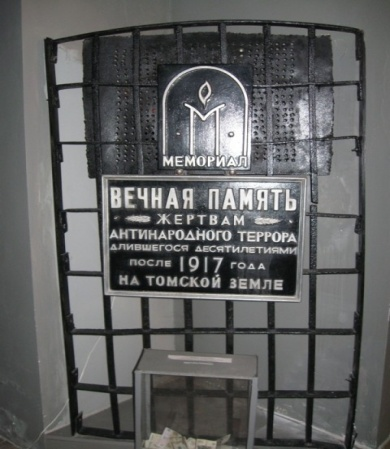 М
МЕМОРИАЛ
ВЕЧНАЯ ПАМЯТЬ
ЖЕРТВАМ
АНТИНАРОДНОГО ТЕРРОРА
ДЛИВШЕГОСЯ ДЕСЯТИЛЕТИЯМИ
ПОСЛЕ 1917 ГОДА
НА ТОМСКОЙ ЗЕМЛЕ